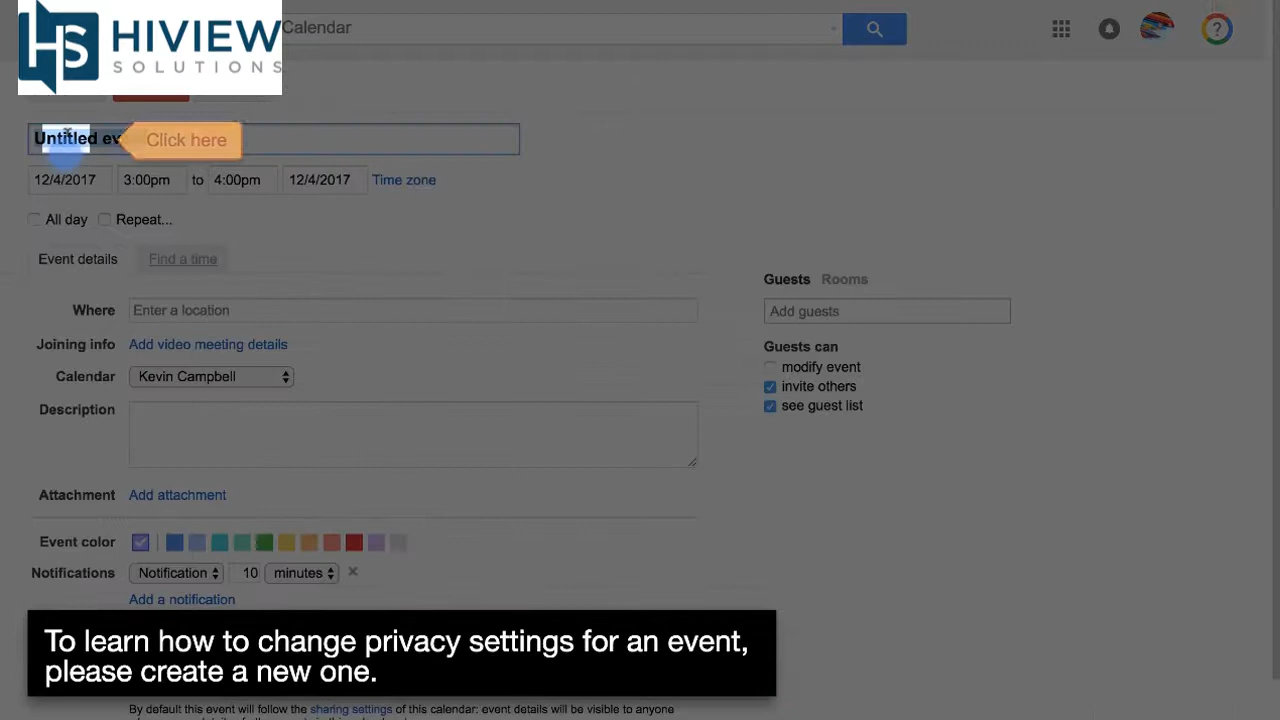 HIVIEW
SOLUTIONS
Calendar
?
Untitled ev
Click here
12/4/2017 3:00pm to 4:00pm 12/4/2017 Time zone
All day Repeat...
Event details Find a time
Guests Rooms
Where Enter a location
Add guests
Joining info Add video meeting details
Guests can
modify event
Calendar Kevin Campbell
invite others
see guest list
Description
Attachment Add attachment
Event color
Notifications Notification 10 minutes ×
Add a notification
To learn how to change privacy settings for an event,
please create a new one.
By default this event will follow the sharing settings of this calendar: event details will be visible to anyone